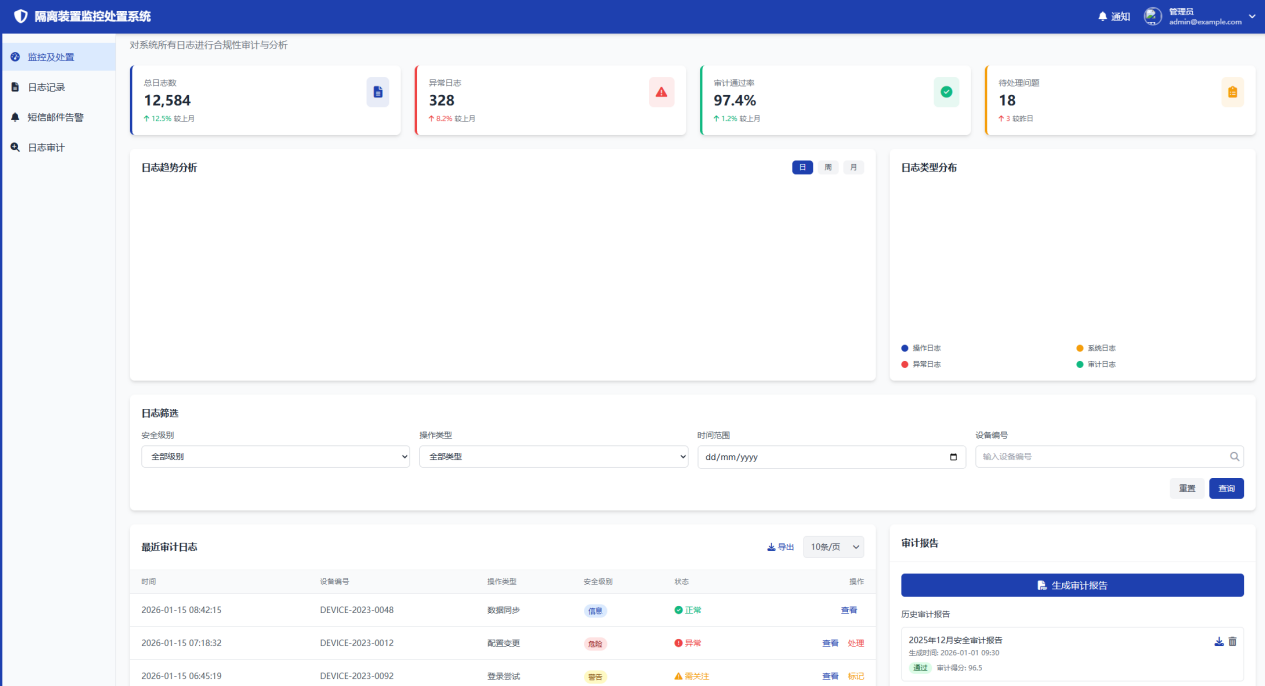 隔离装置监控处置系统
通知
管理员
admin@example.com
监控及处置
日志记录
短信邮件告警
日志审计
对系统所有日志进行合规性审计与分析
总日志数
12,584
12.5% 较上月
异常日志
328
8.2% 较上月
审计通过率
97.4%
1.2% 较上月
待处理问题
18
3 较昨日
日志趋势分析
日 周 月
日志类型分布
操作日志 系统日志
异常日志 审计日志
日志筛选
安全级别 操作类型 时间范围 设备编号
全部级别 全部类型 dd/mm/yyyy 输入设备编号
重置 查询
最近审计日志 导出 10条/页
时间 设备编号 操作类型 安全级别 状态 操作
2026-01-15 08:42:15 DEVICE-2023-0048 数据同步 信息 正常 查看
2026-01-15 07:18:32 DEVICE-2023-0012 配置变更 危险 异常 查看 处理
2026-01-15 06:45:19 DEVICE-2023-0092 登录尝试 警告 需关注 查看 标记
审计报告
生成审计报告
历史审计报告
2025年12月安全审计报告
生成时间: 2026-01-01 09:30
通过 审计得分: 96.5